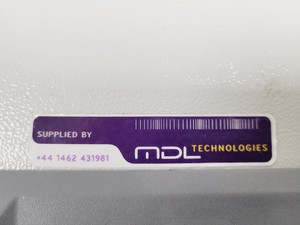 SUPPLIED BY
MDL TECHNOLOGIES
+44 1462 431981